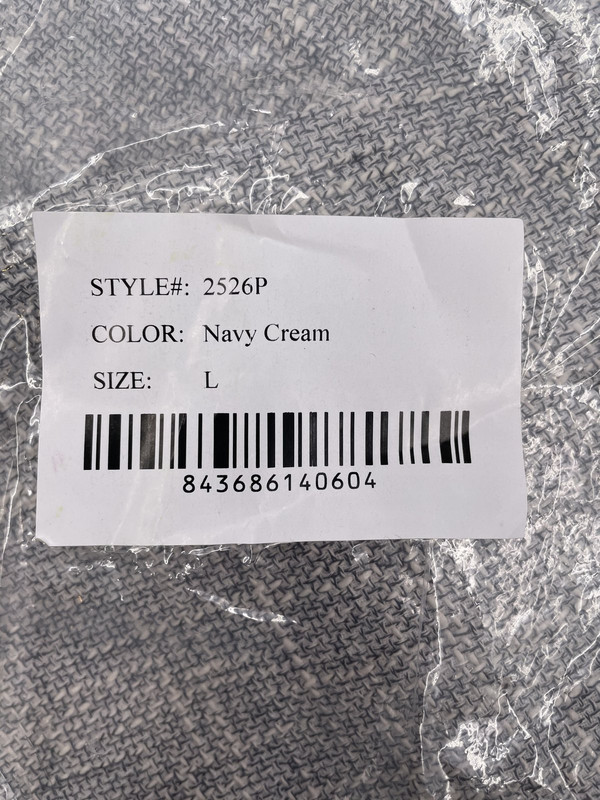 STYLE#: 2526P
COLOR: Navy Cream
SIZE: L
843686140604